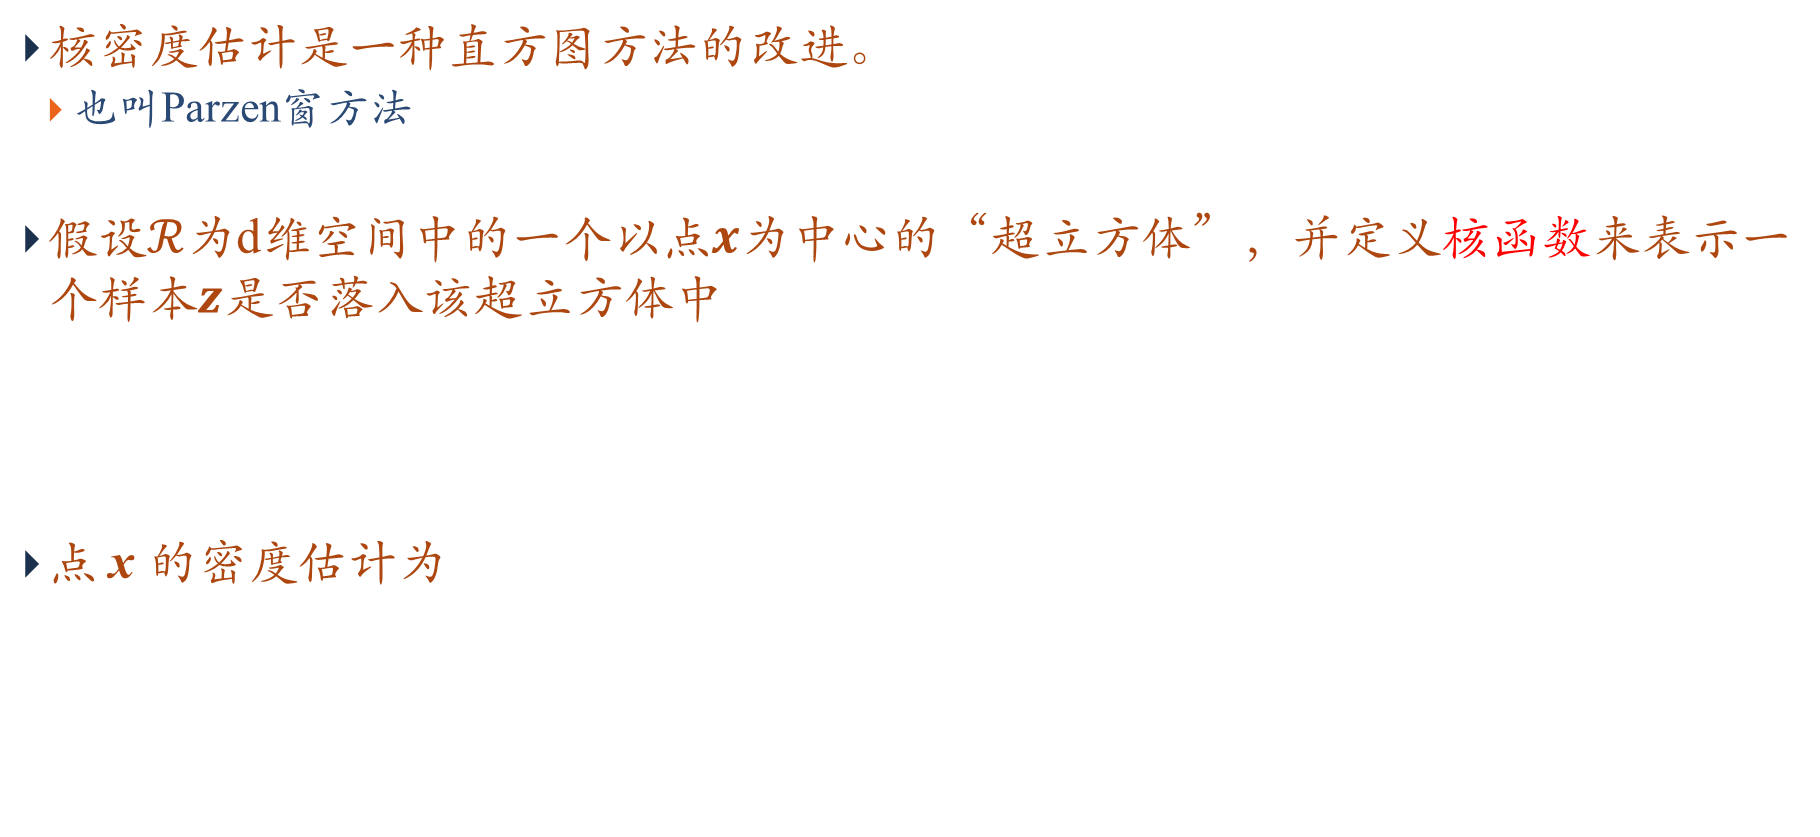 核密度估计是一种直方图方法的改进。
也叫Parzen窗方法
假设ℛ为d维空间中的一个以点x为中心的“超立方体”，并定义核函数来表示一
个样本z是否落入该超立方体中
点 x 的密度估计为